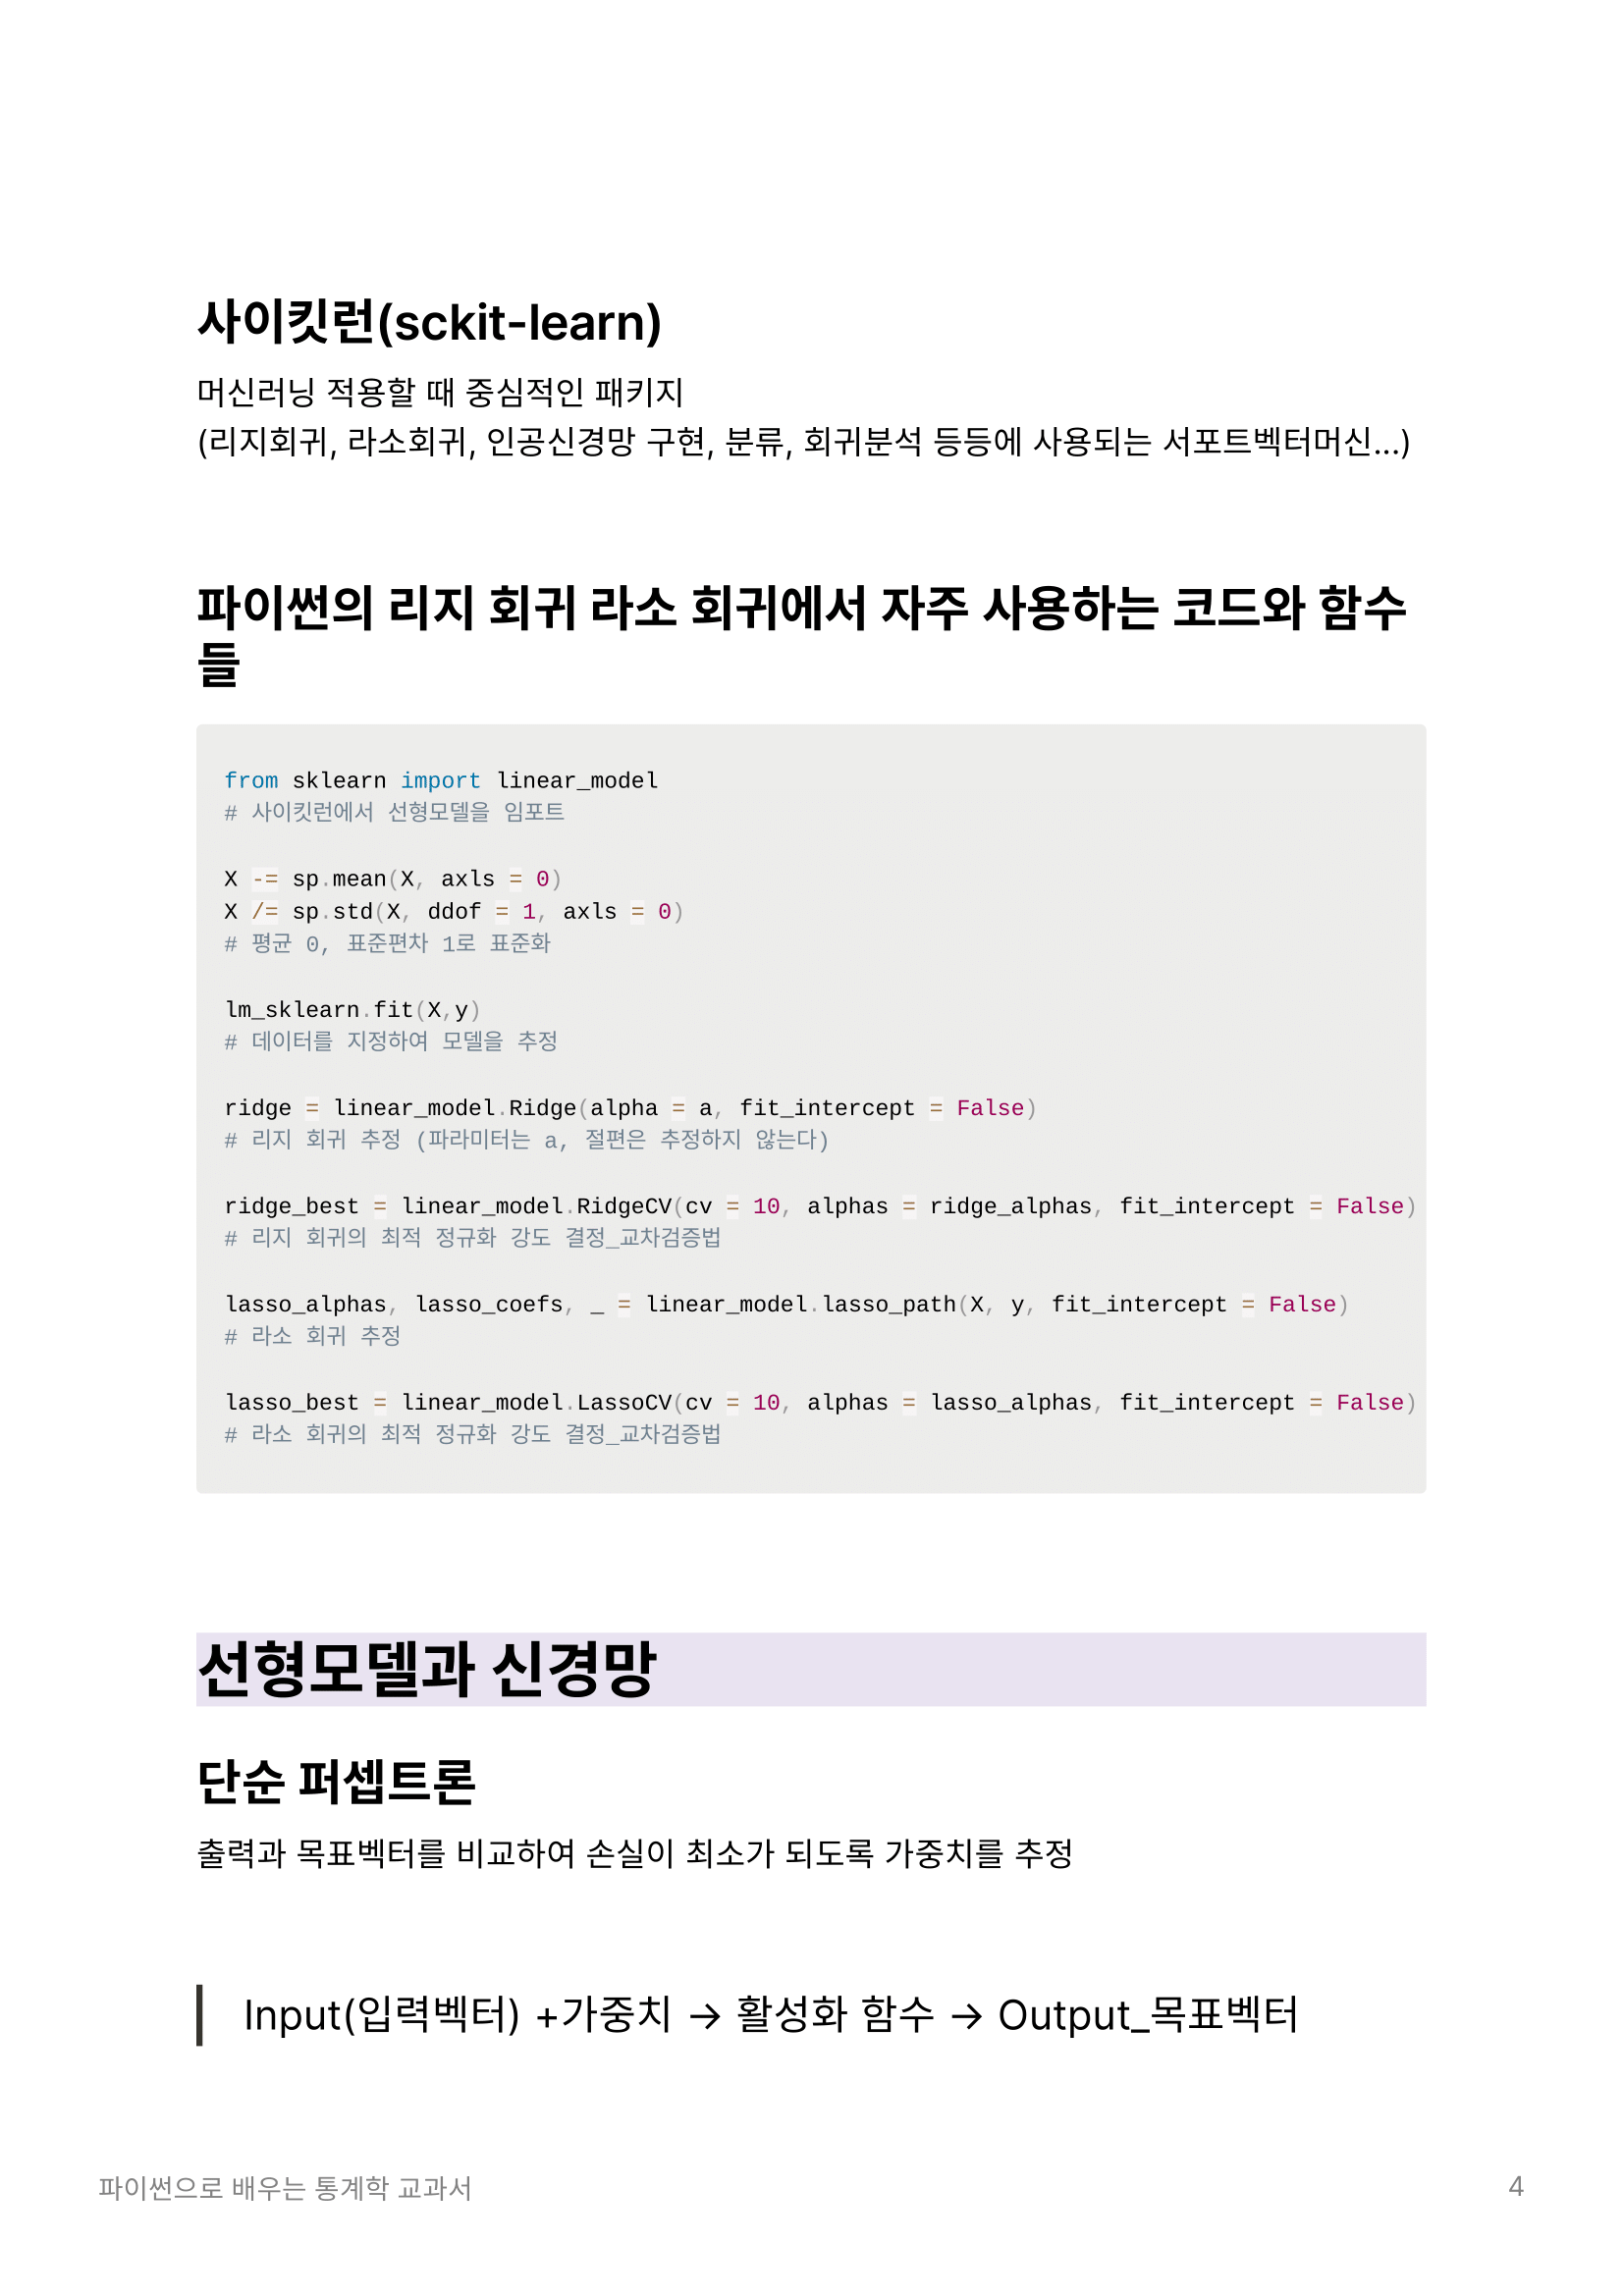 사이킷런(sckit-learn)
머신러닝 적용할 때 중심적인 패키지
(리지회귀, 라소회귀, 인공신경망 구현, 분류, 회귀분석 등등에 사용되는 서포트벡터머신...)
파이썬의 리지 회귀 라소 회귀에서 자주 사용하는 코드와 함수
들
from sklearn import linear_model
# 사이킷런에서 선형모델을 임포트
X -= sp.mean(X, axls = 0)
X /= sp.std(X, ddof = 1, axls = 0)
# 평균 0, 표준편차 1로 표준화
lm_sklearn.fit(X,y)
# 데이터를 지정하여 모델을 추정
ridge = linear_model.Ridge(alpha = a, fit_intercept = False)
# 리지 회귀 추정 (파라미터는 a, 절편은 추정하지 않는다)
ridge_best = linear_model.RidgeCV(cv = 10, alphas = ridge_alphas, fit_intercept = False)
# 리지 회귀의 최적 정규화 강도 결정_교차검증법
lasso_alphas, lasso_coefs, _ = linear_model.lasso_path(X, y, fit_intercept = False)
# 라소 회귀 추정
lasso_best = linear_model.LassoCV(cv = 10, alphas = lasso_alphas, fit_intercept = False)
# 라소 회귀의 최적 정규화 강도 결정_교차검증법
선형모델과 신경망
단순 퍼셉트론
출력과 목표벡터를 비교하여 손실이 최소가 되도록 가중치를 추정
Input(입력벡터) +가중치 → 활성화 함수 → Output_목표벡터
파이썬으로 배우는 통계학 교과서
4